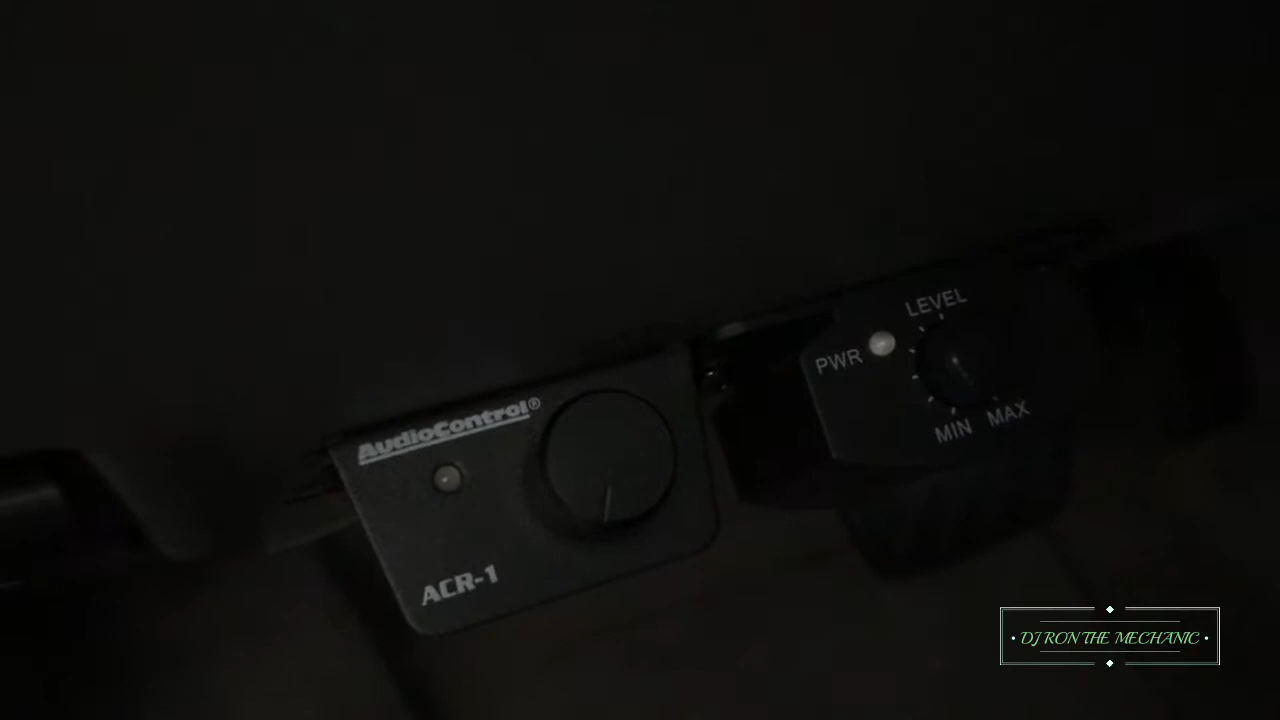 AudioControl®
ACR-1
LEVEL
PWR
MIN MAX
DJ RON THE MECHANIC